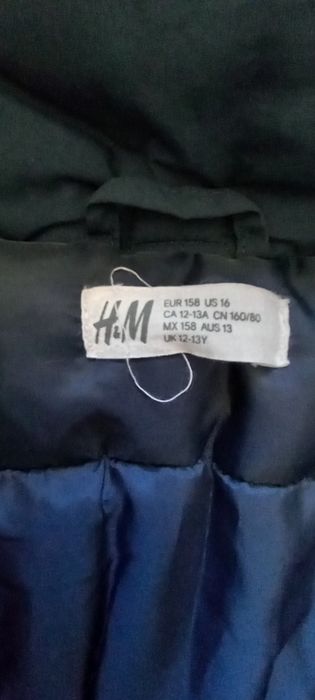 H&M
EUR 158 US 16
CA 12-13A CN 160/80
MX 158 AUS 13
UK 12-13Y